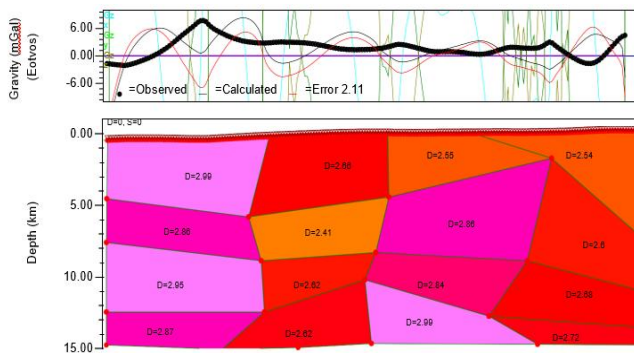 6.00
0.00
-6.00
Gravity (mGal)
(Eotvos)
=Observed =Calculated =Error 2.11
D=0, S=0
0.00
5.00
10.00
15.00
Depth (km)
D=2.99
D=2.66
D=2.55
D=2.54
D=2.86
D=2.41
D=2.86
D=2.6
D=2.95
D=2.62
D=2.84
D=2.68
D=2.87
D=2.62
D=2.99
D=2.72